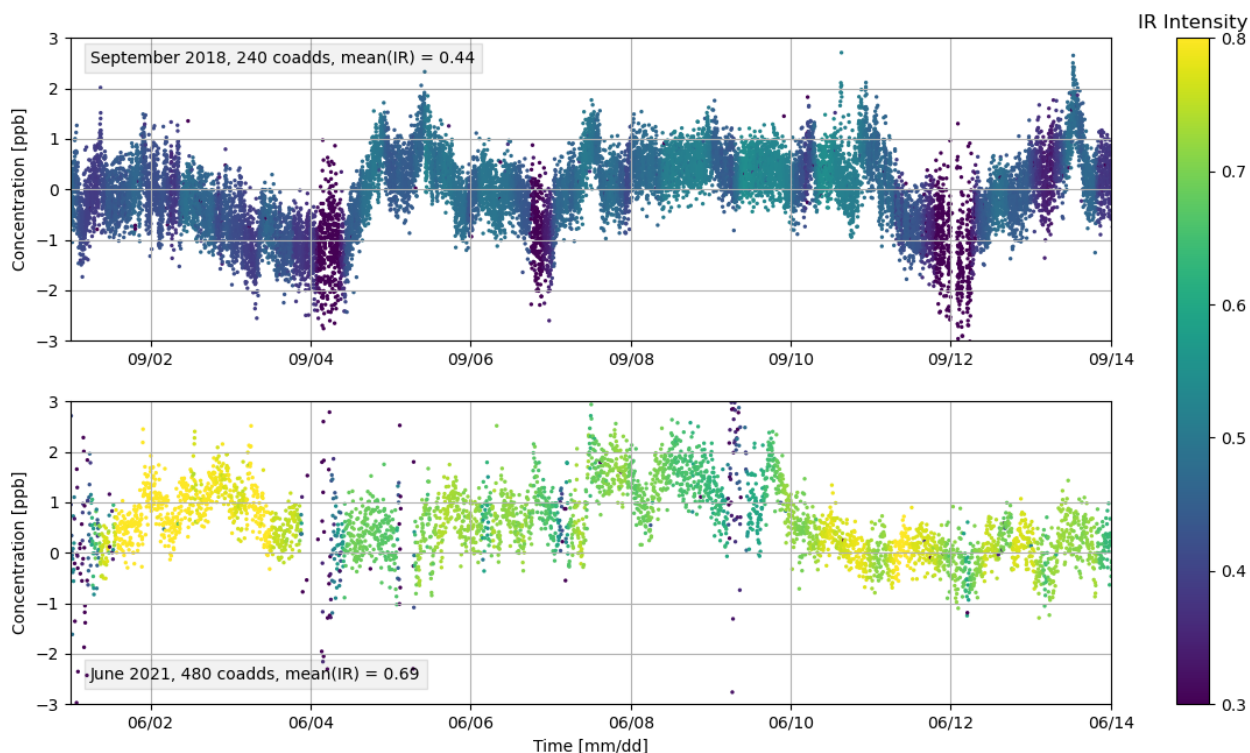 IR Intensity
September 2018, 240 coadds, mean(IR) = 0.44
Concentration [ppb]
3
2
1
0
−1
−2
−3
09/02 09/04 09/06 09/08 09/10 09/12 09/14
June 2021, 480 coadds, mean(IR) = 0.69
Concentration [ppb]
3
2
1
0
−1
−2
−3
06/02 06/04 06/06 06/08 06/10 06/12 06/14
Time [mm/dd]
0.8
0.7
0.6
0.5
0.4
0.3